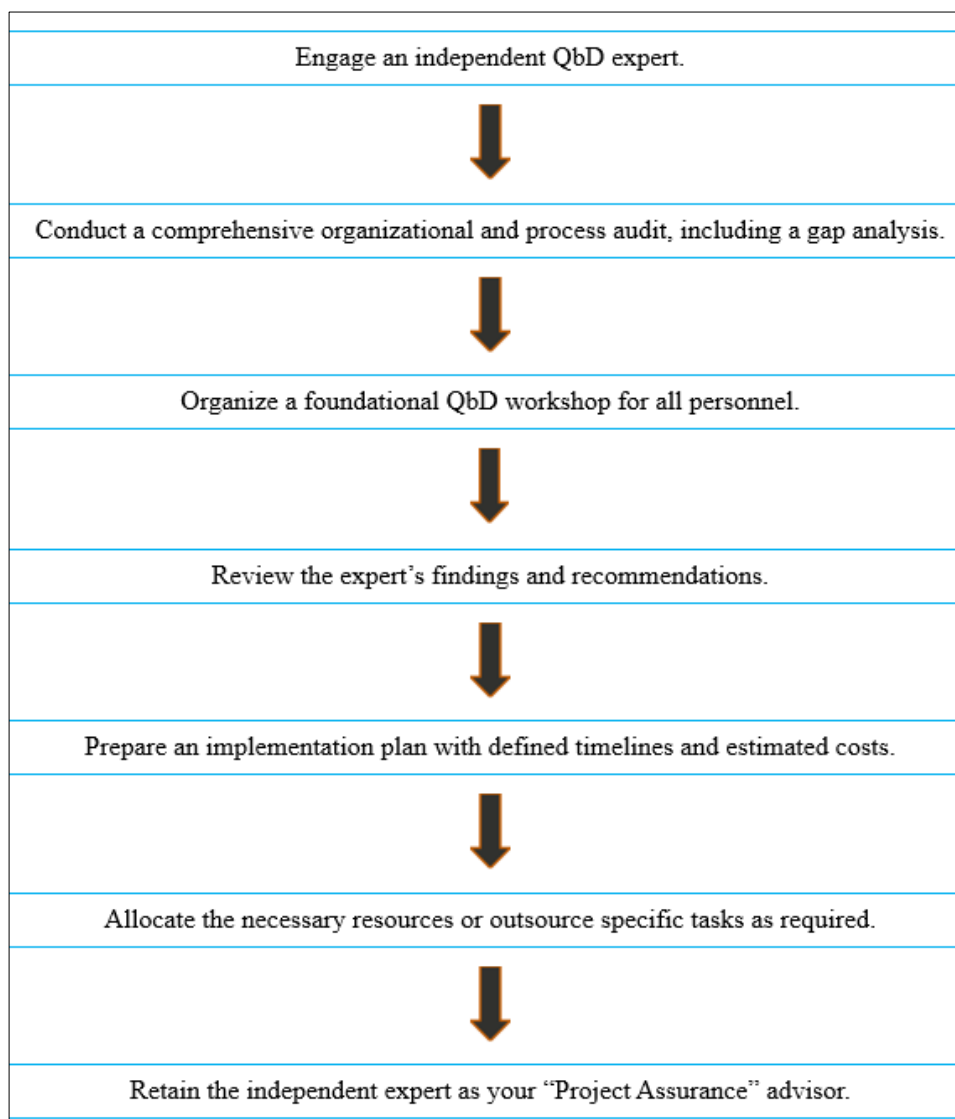 Engage an independent QbD expert.
Conduct a comprehensive organizational and process audit, including a gap analysis.
Organize a foundational QbD workshop for all personnel.
Review the expert’s findings and recommendations.
Prepare an implementation plan with defined timelines and estimated costs.
Allocate the necessary resources or outsource specific tasks as required.
Retain the independent expert as your “Project Assurance” advisor.